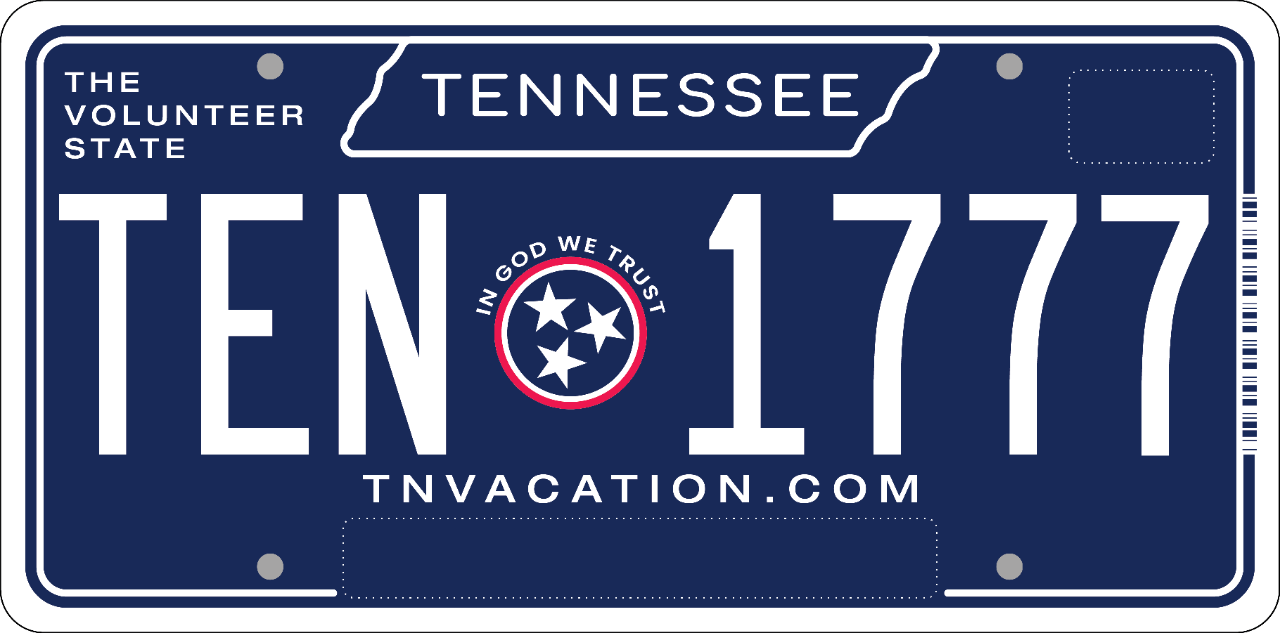 THE
VOLUNTEER
STATE
TENNESSEE
TEN 1777
IN GOD WE TRUST
TNVACATION.COM